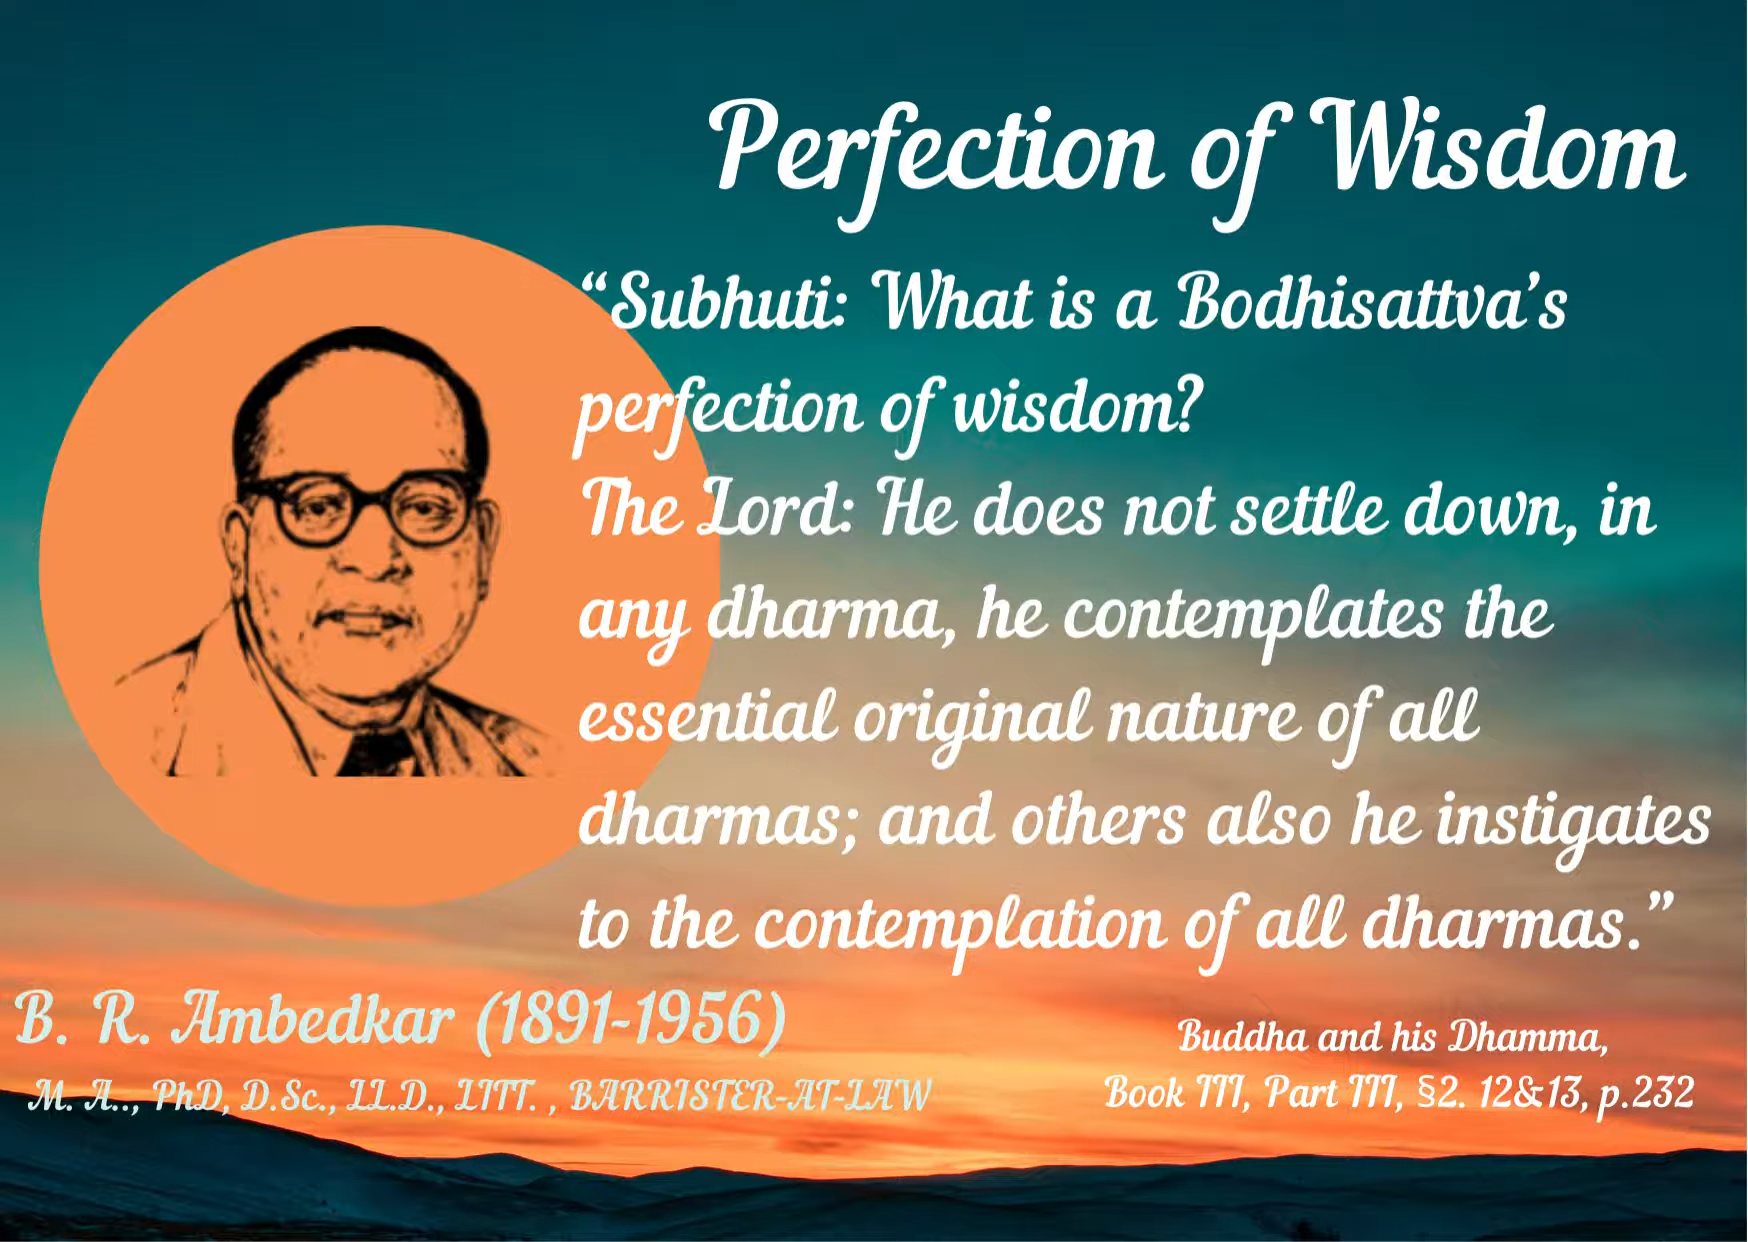 Perfection of Wisdom
“Subhuti: What is a Bodhisattva’s
perfection of wisdom?
The Lord: He does not settle down, in
any dharma, he contemplates the
essential original nature of all
dharmas; and others also he instigates
to the contemplation of all dharmas.”
B. R. Ambedkar (1891-1956)
M. A.., PhD, D.Sc., LL.D., LITT. , BARRISTER-AT-LAW
Buddha and his Dhamma,
Book III, Part III, §2. 12&13, p.232